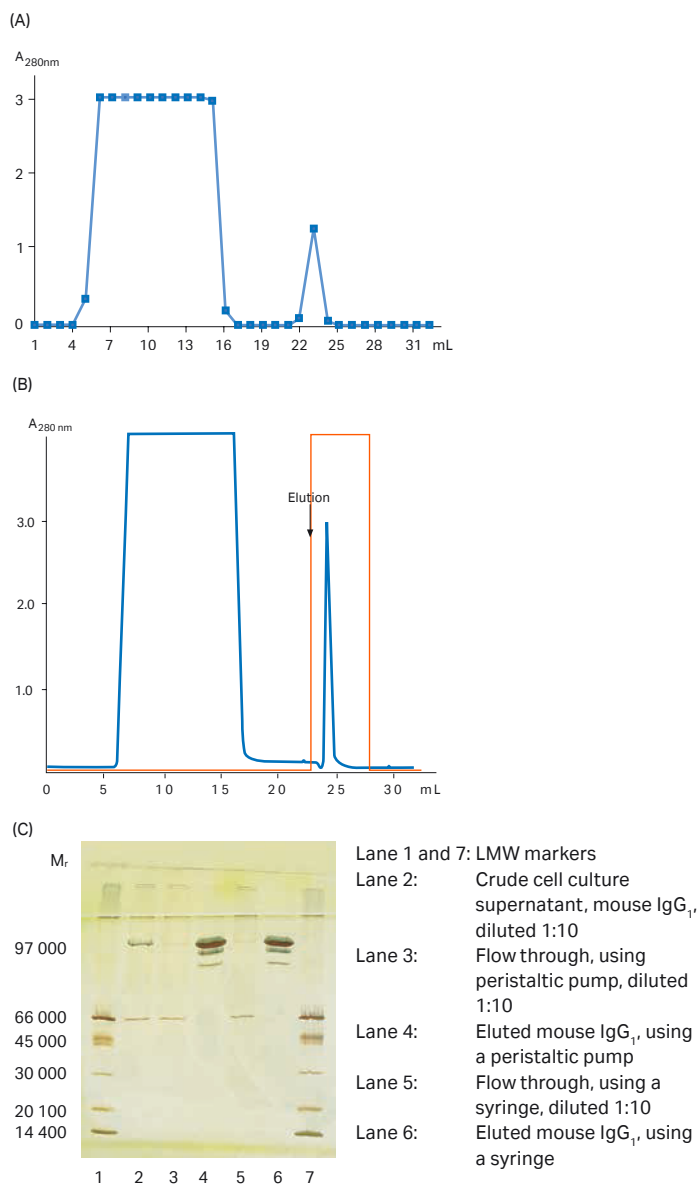 (A)
A280nm
3
2
1
0
1 4 7 10 13 16 19 22 25 28 31 mL
(B)
A280 nm
Elution
3.0
2.0
1.0
0 5 10 15 20 25 30 mL
(C)
Mr
97 000
66 000
45 000
30 000
20 100
14 400
1 2 3 4 5 6 7
Lane 1 and 7: LMW markers
Lane 2: Crude cell culture
supernatant, mouse IgG1,
diluted 1:10
Lane 3: Flow through, using
peristaltic pump, diluted
1:10
Lane 4: Eluted mouse IgG1, using
a peristaltic pump
Lane 5: Flow through, using a
syringe, diluted 1:10
Lane 6: Eluted mouse IgG1, using
a syringe